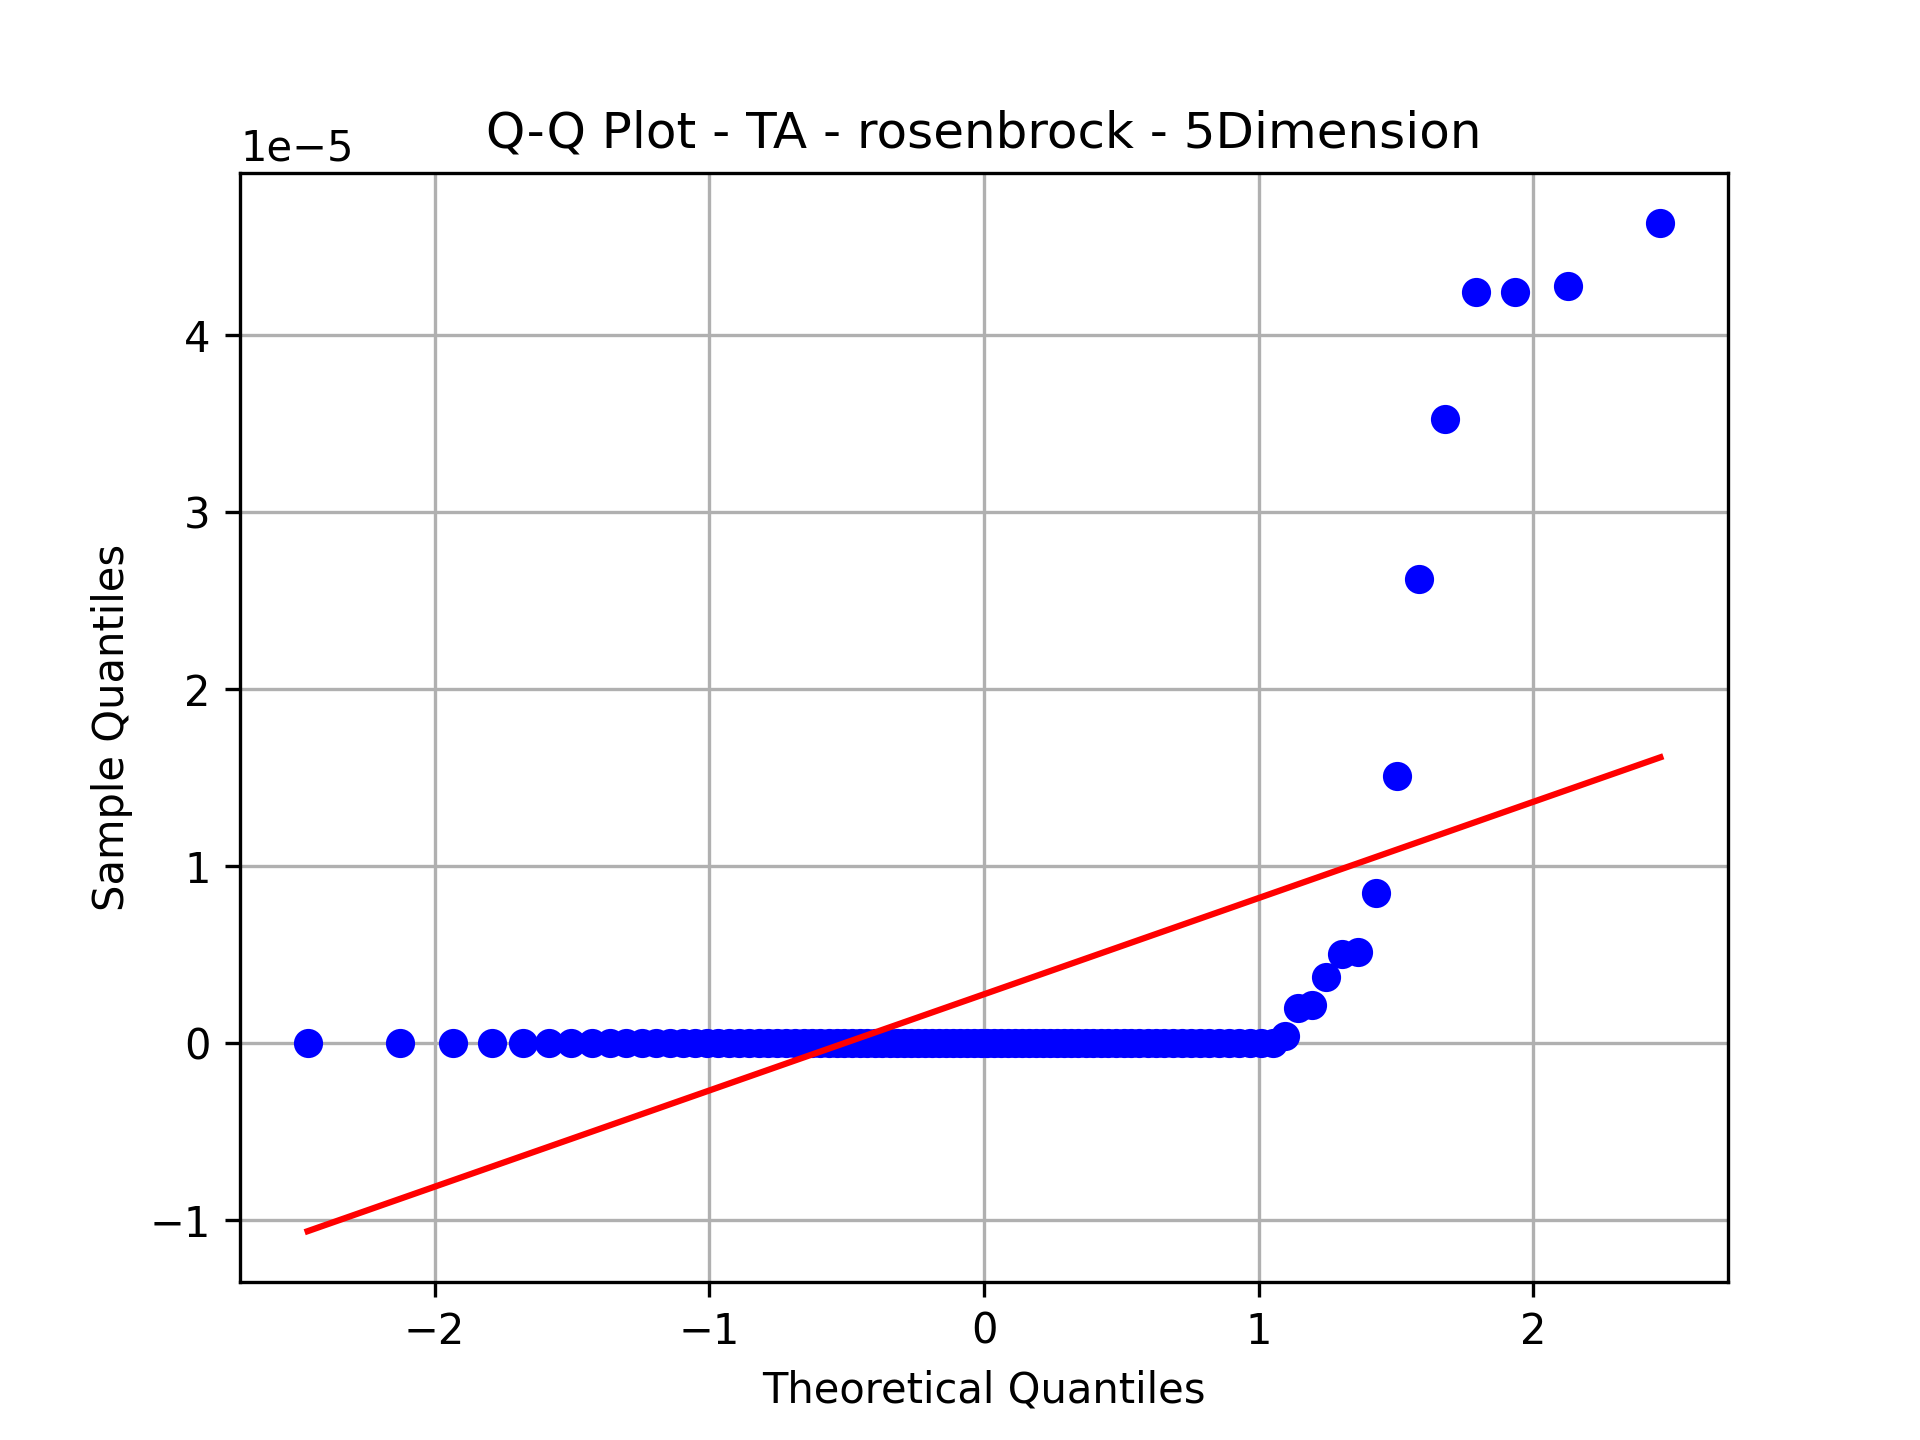 Q-Q Plot - TA - rosenbrock - 5Dimension
1e−5
4
3
2
1
0
−1
Sample Quantiles
−2 −1 0 1 2
Theoretical Quantiles